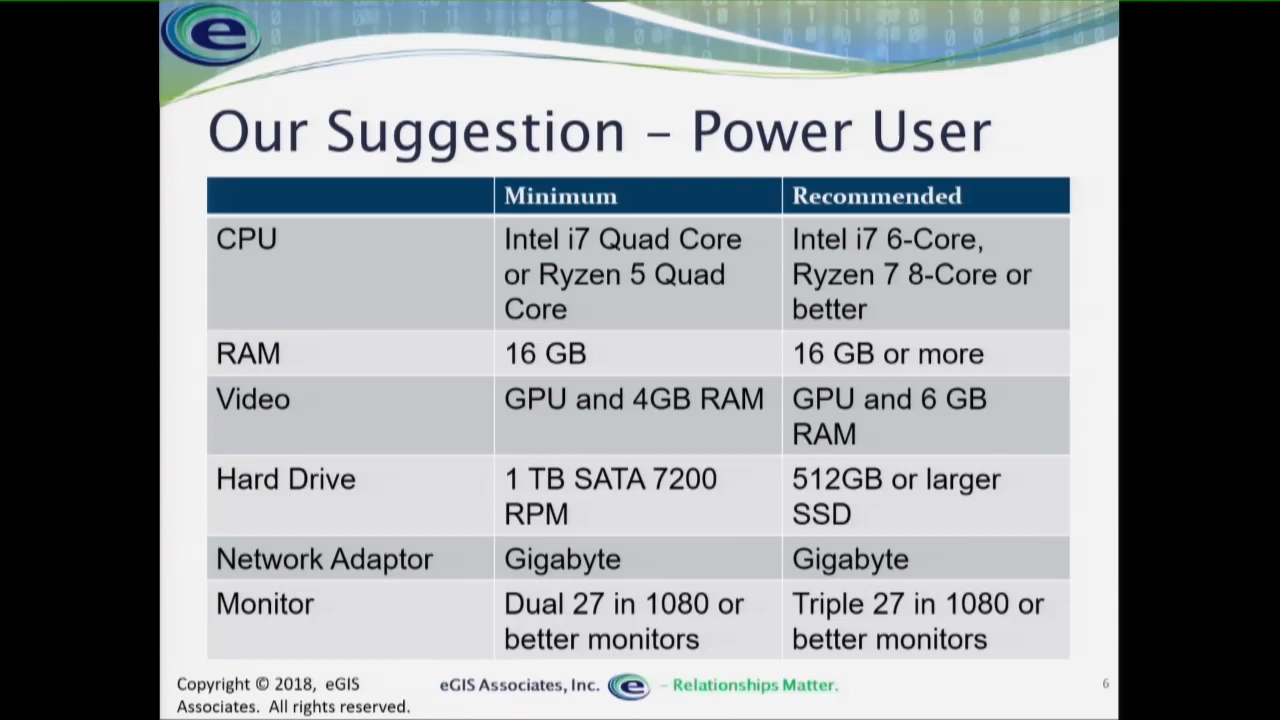 e
Our Suggestion – Power User
Minimum
Recommended
CPU
Intel i7 Quad Core
or Ryzen 5 Quad
Core
Intel i7 6-Core,
Ryzen 7 8-Core or
better
RAM
16 GB
16 GB or more
Video
GPU and 4GB RAM
GPU and 6 GB
RAM
Hard Drive
1 TB SATA 7200
RPM
512GB or larger
SSD
Network Adaptor
Gigabyte
Gigabyte
Monitor
Dual 27 in 1080 or
better monitors
Triple 27 in 1080 or
better monitors
Copyright © 2018, eGIS
Associates. All rights reserved.
eGIS Associates, Inc. e – Relationships Matter.
6